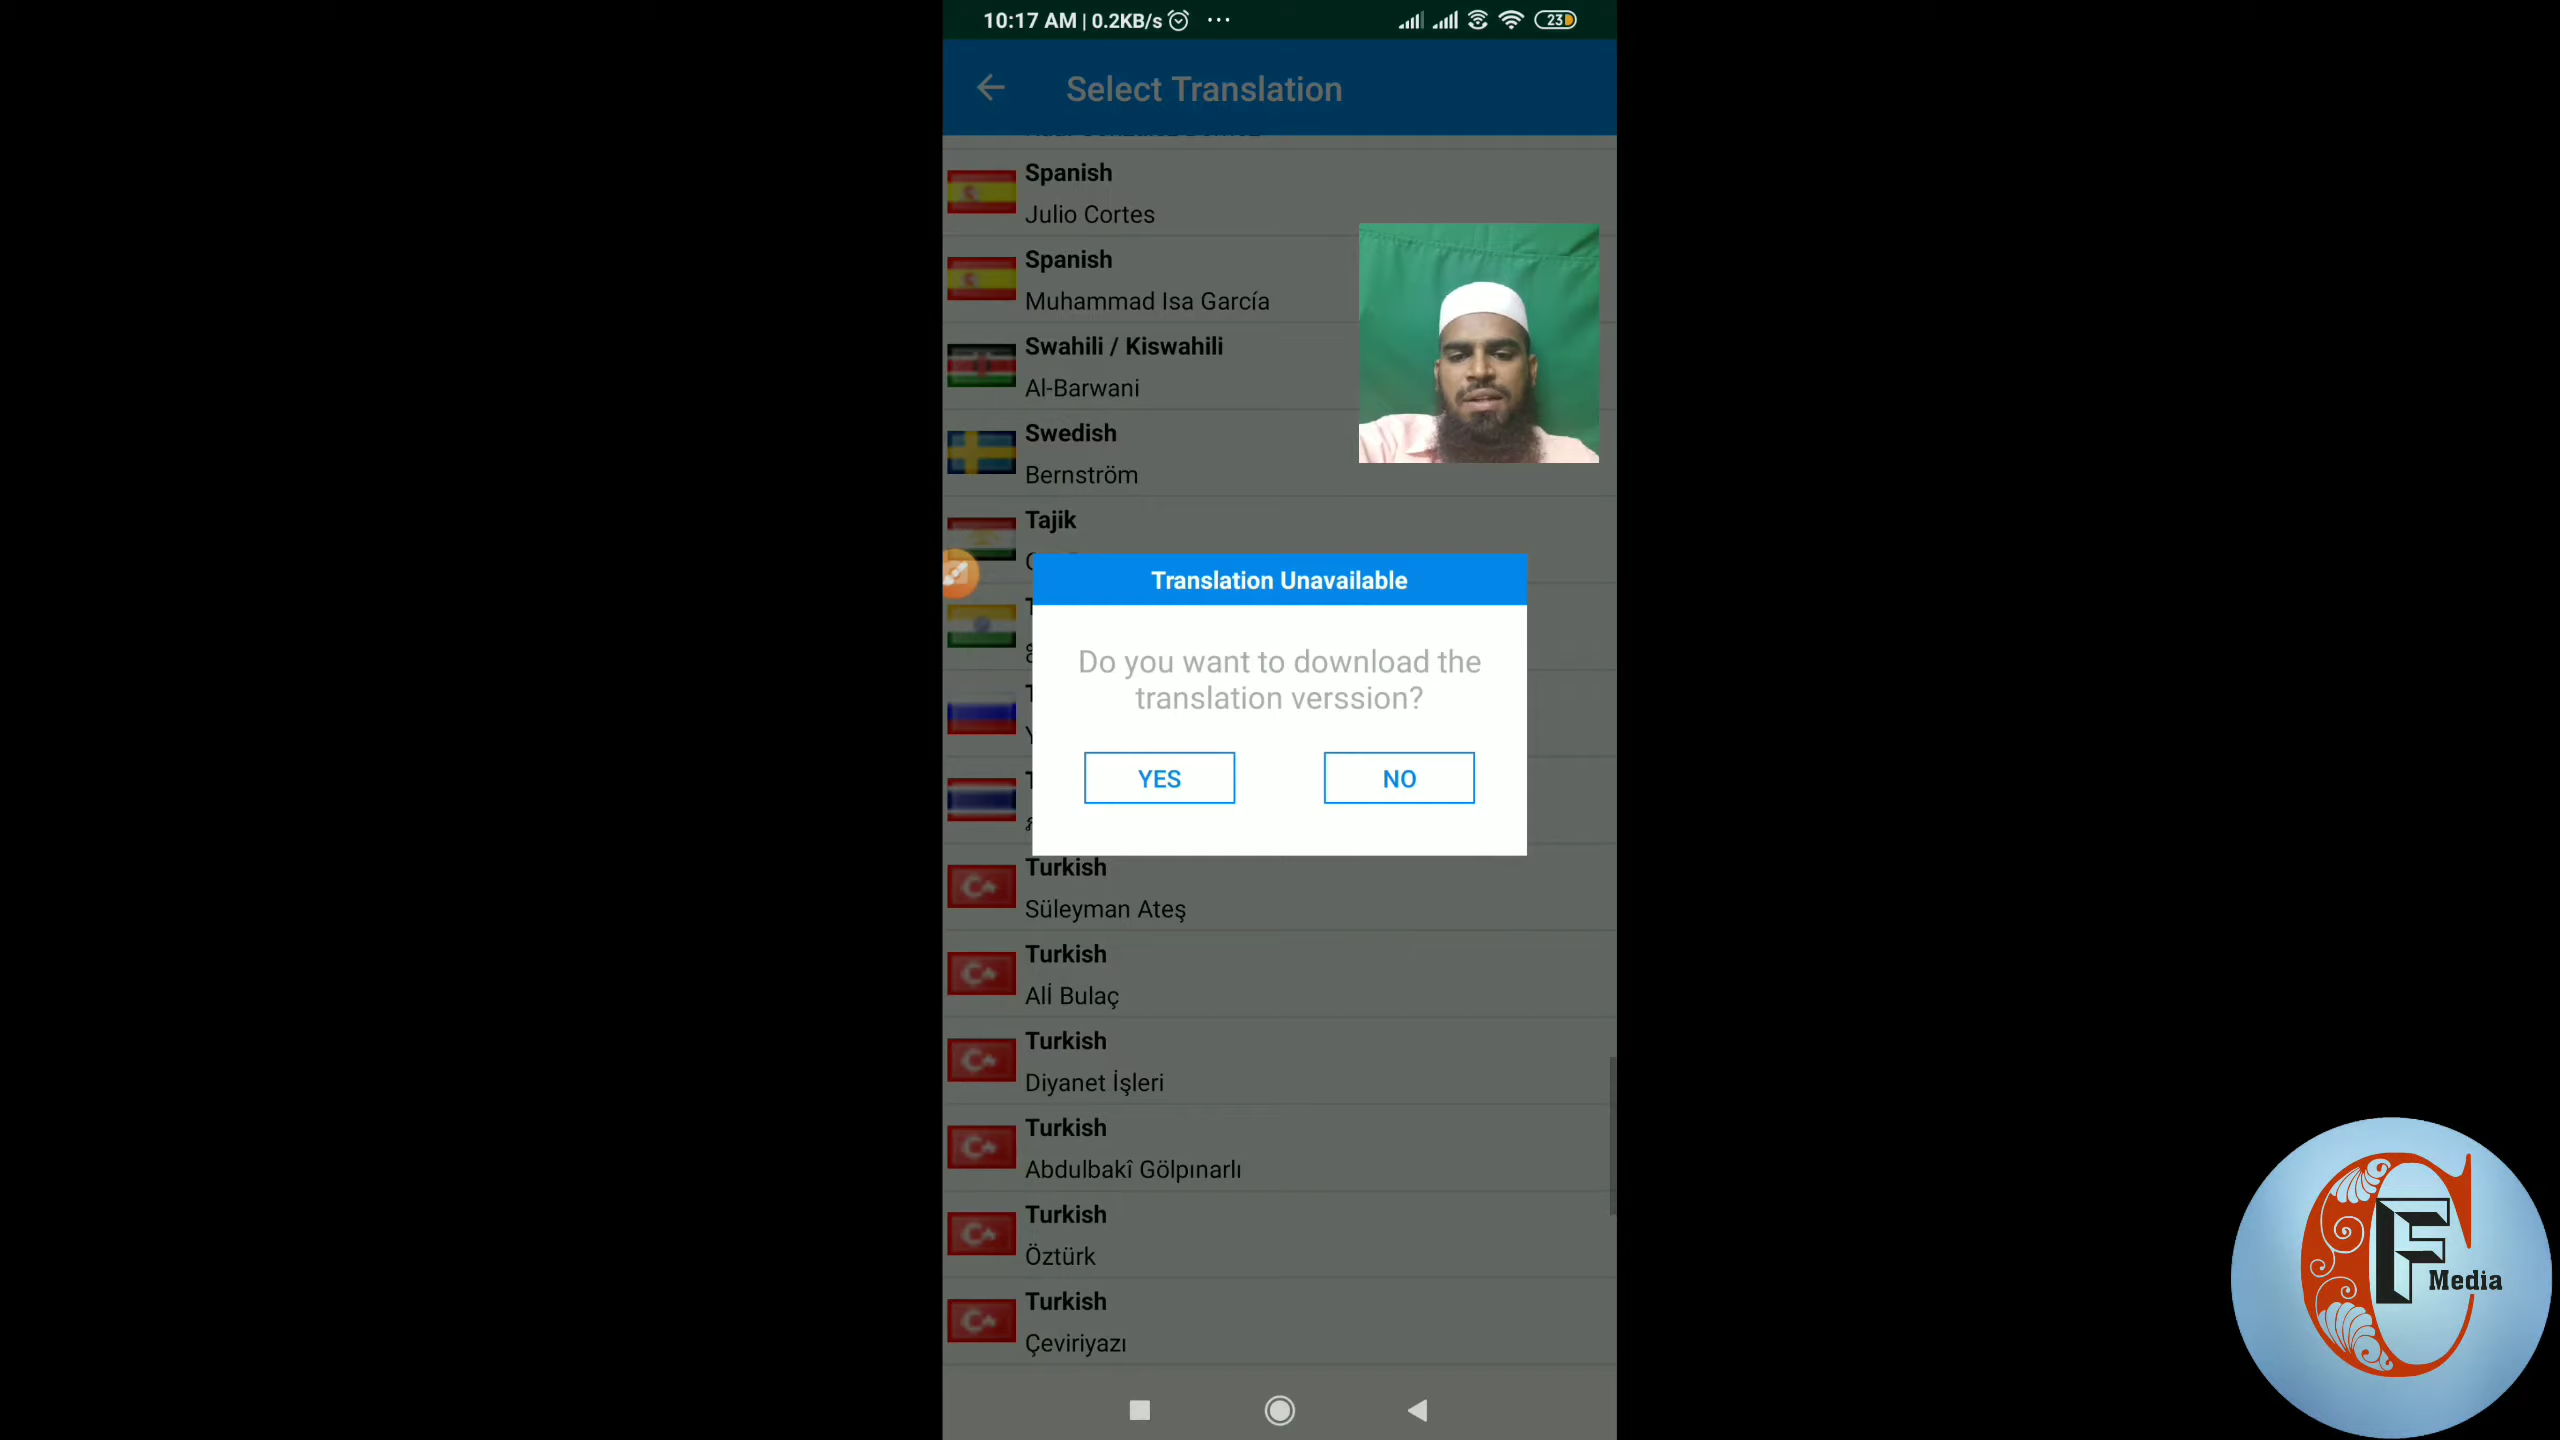 10:17 AM | 0.2KB/s ...
23
Select Translation
Spanish
Julio Cortes
Spanish
Muhammad Isa García
Swahili / Kiswahili
Al-Barwani
Swedish
Bernström
Tajik
Translation Unavailable
Do you want to download the
translation verssion?
YES
NO
Turkish
Süleyman Ateş
Turkish
Alİ Bulaç
Turkish
Diyanet İşleri
Turkish
Abdulbakî Gölpınarlı
Turkish
Öztürk
Turkish
Çeviriyazı
CF Media